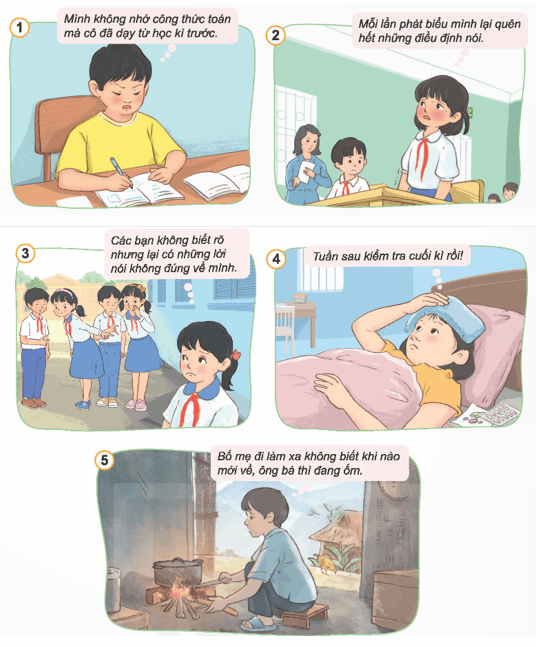 1
Mình không nhớ công thức toán
mà cô đã dạy từ học kì trước.
2
Mỗi lần phát biểu mình lại quên
hết những điều định nói.
3
Các bạn không biết rõ
nhưng lại có những lời
nói không đúng về mình.
4
Tuần sau kiểm tra cuối kì rồi!
5
Bố mẹ đi làm xa không biết khi nào
mới về, ông bà thì đang ốm.